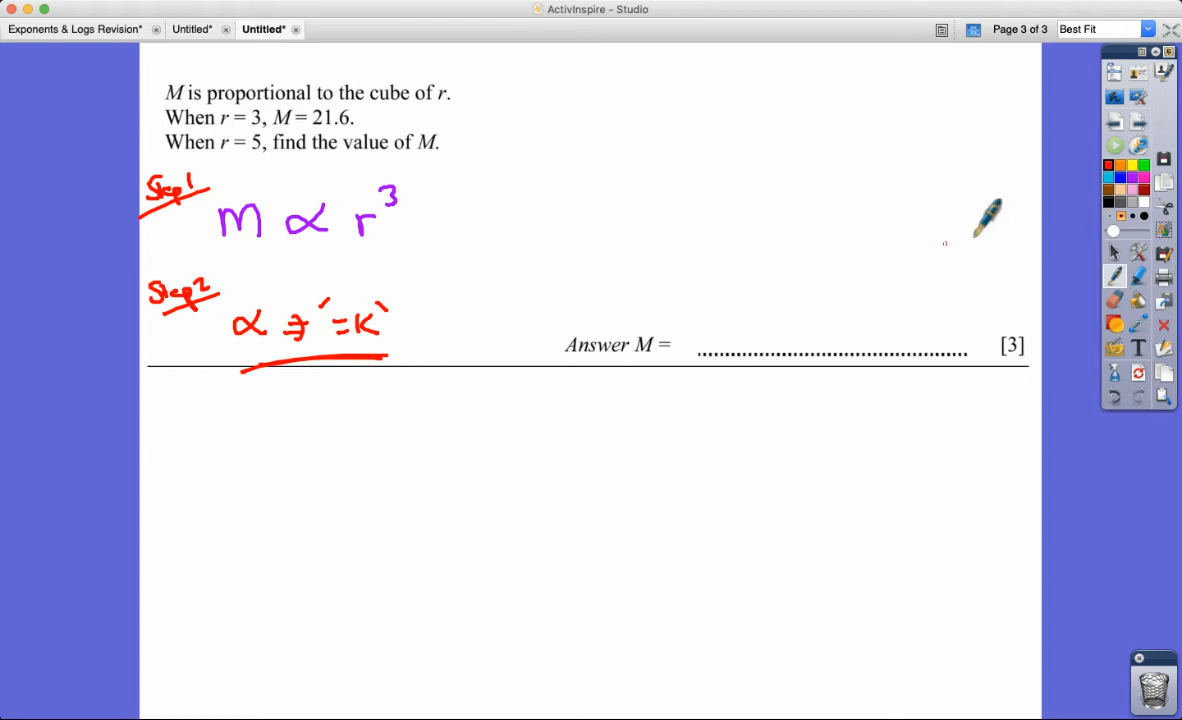 ActivInspire - Studio
Exponents & Logs Revision* Untitled* Untitled* Page 3 of 3 Best Fit
M is proportional to the cube of r.
When r = 3, M = 21.6.
When r = 5, find the value of M.
Step 1
M ∝ r³
Step 2
∝ ⇒ '=K'
Answer M = ................................................ [3]